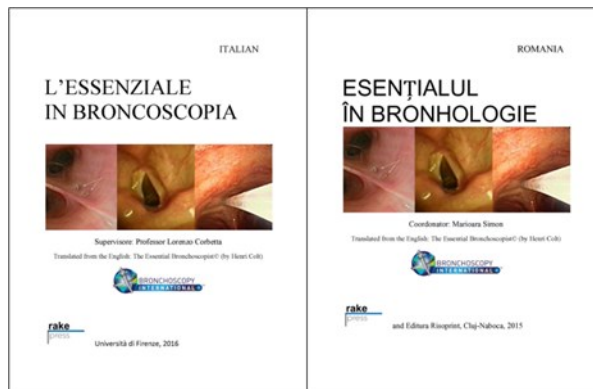 ITALIAN
L'ESSENZIALE
IN BRONCOSCOPIA
Supervisore: Professor Lorenzo Corbetta
Translated from the English: The Essential Bronchoscopist© (by Henri Colt)
BRONCHOSCOPY
INTERNATIONAL
rake
press
Università di Firenze, 2016
ROMANIA
ESENȚIALUL
ÎN BRONHOLOGIE
Coordonator: Marioara Simon
Translated from the English: The Essential Bronchoscopist© (by Henri Colt)
BRONCHOSCOPY
INTERNATIONAL
rake
press
and Editura Risoprint, Cluj-Naboca, 2015